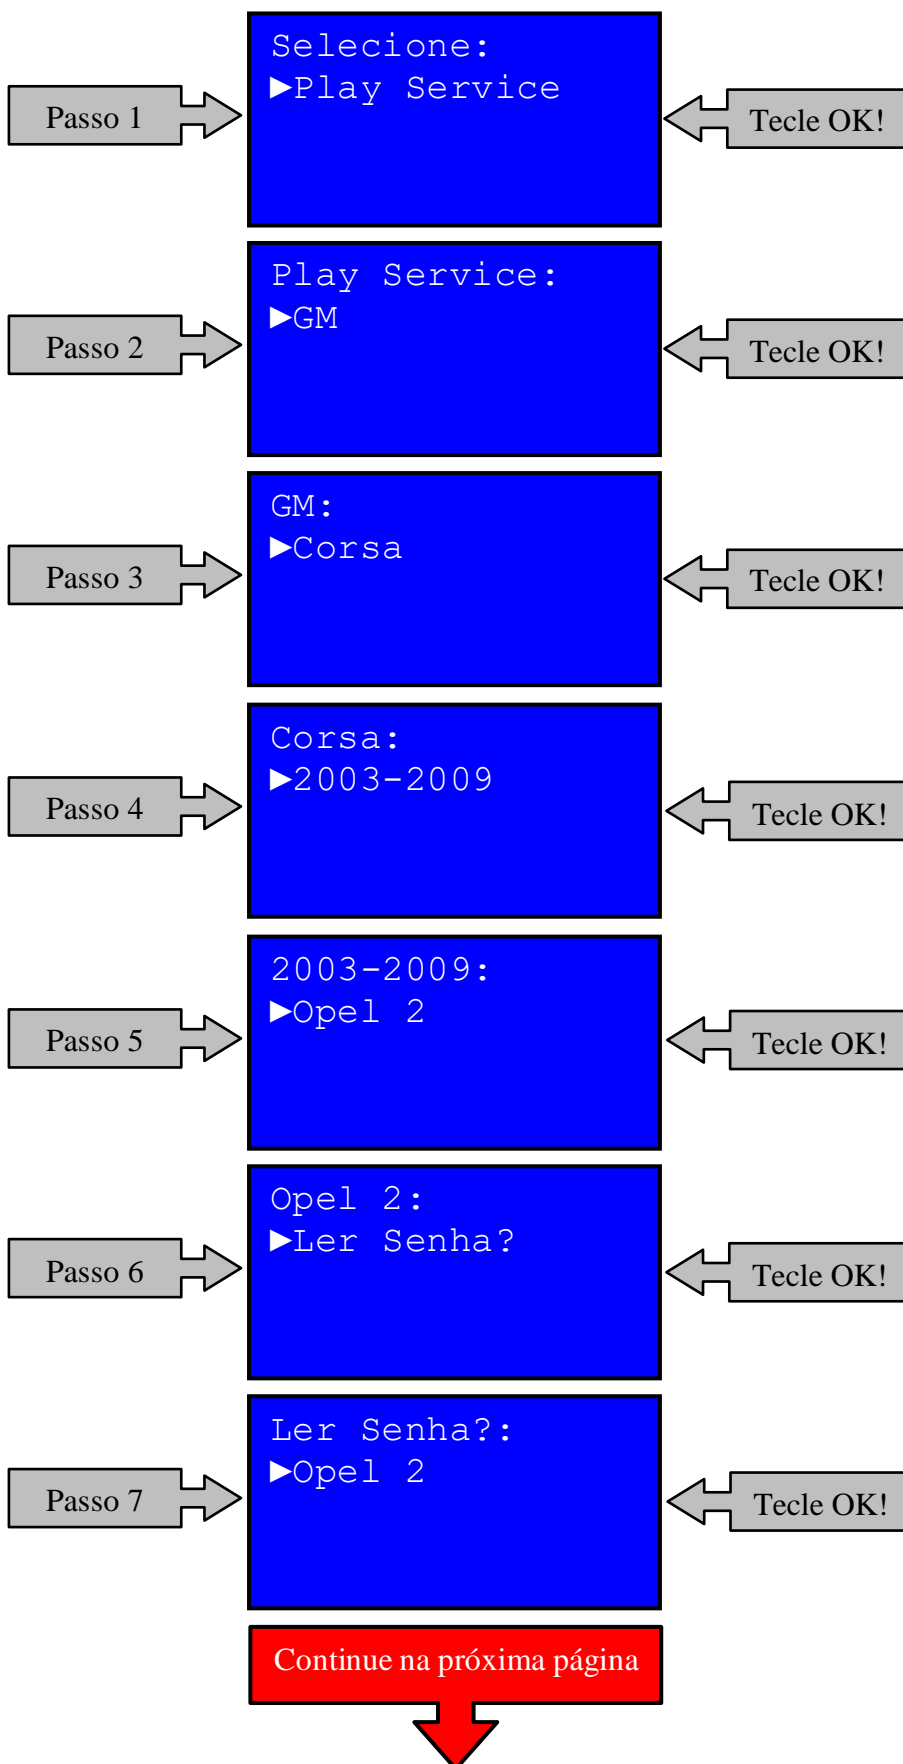 Selecione:
►Play Service
Passo 1
Tecle OK!
Play Service:
►GM
Passo 2
Tecle OK!
GM:
►Corsa
Passo 3
Tecle OK!
Corsa:
►2003-2009
Passo 4
Tecle OK!
2003-2009:
►Opel 2
Passo 5
Tecle OK!
Opel 2:
►Ler Senha?
Passo 6
Tecle OK!
Ler Senha?:
►Opel 2
Passo 7
Tecle OK!
Continue na próxima página